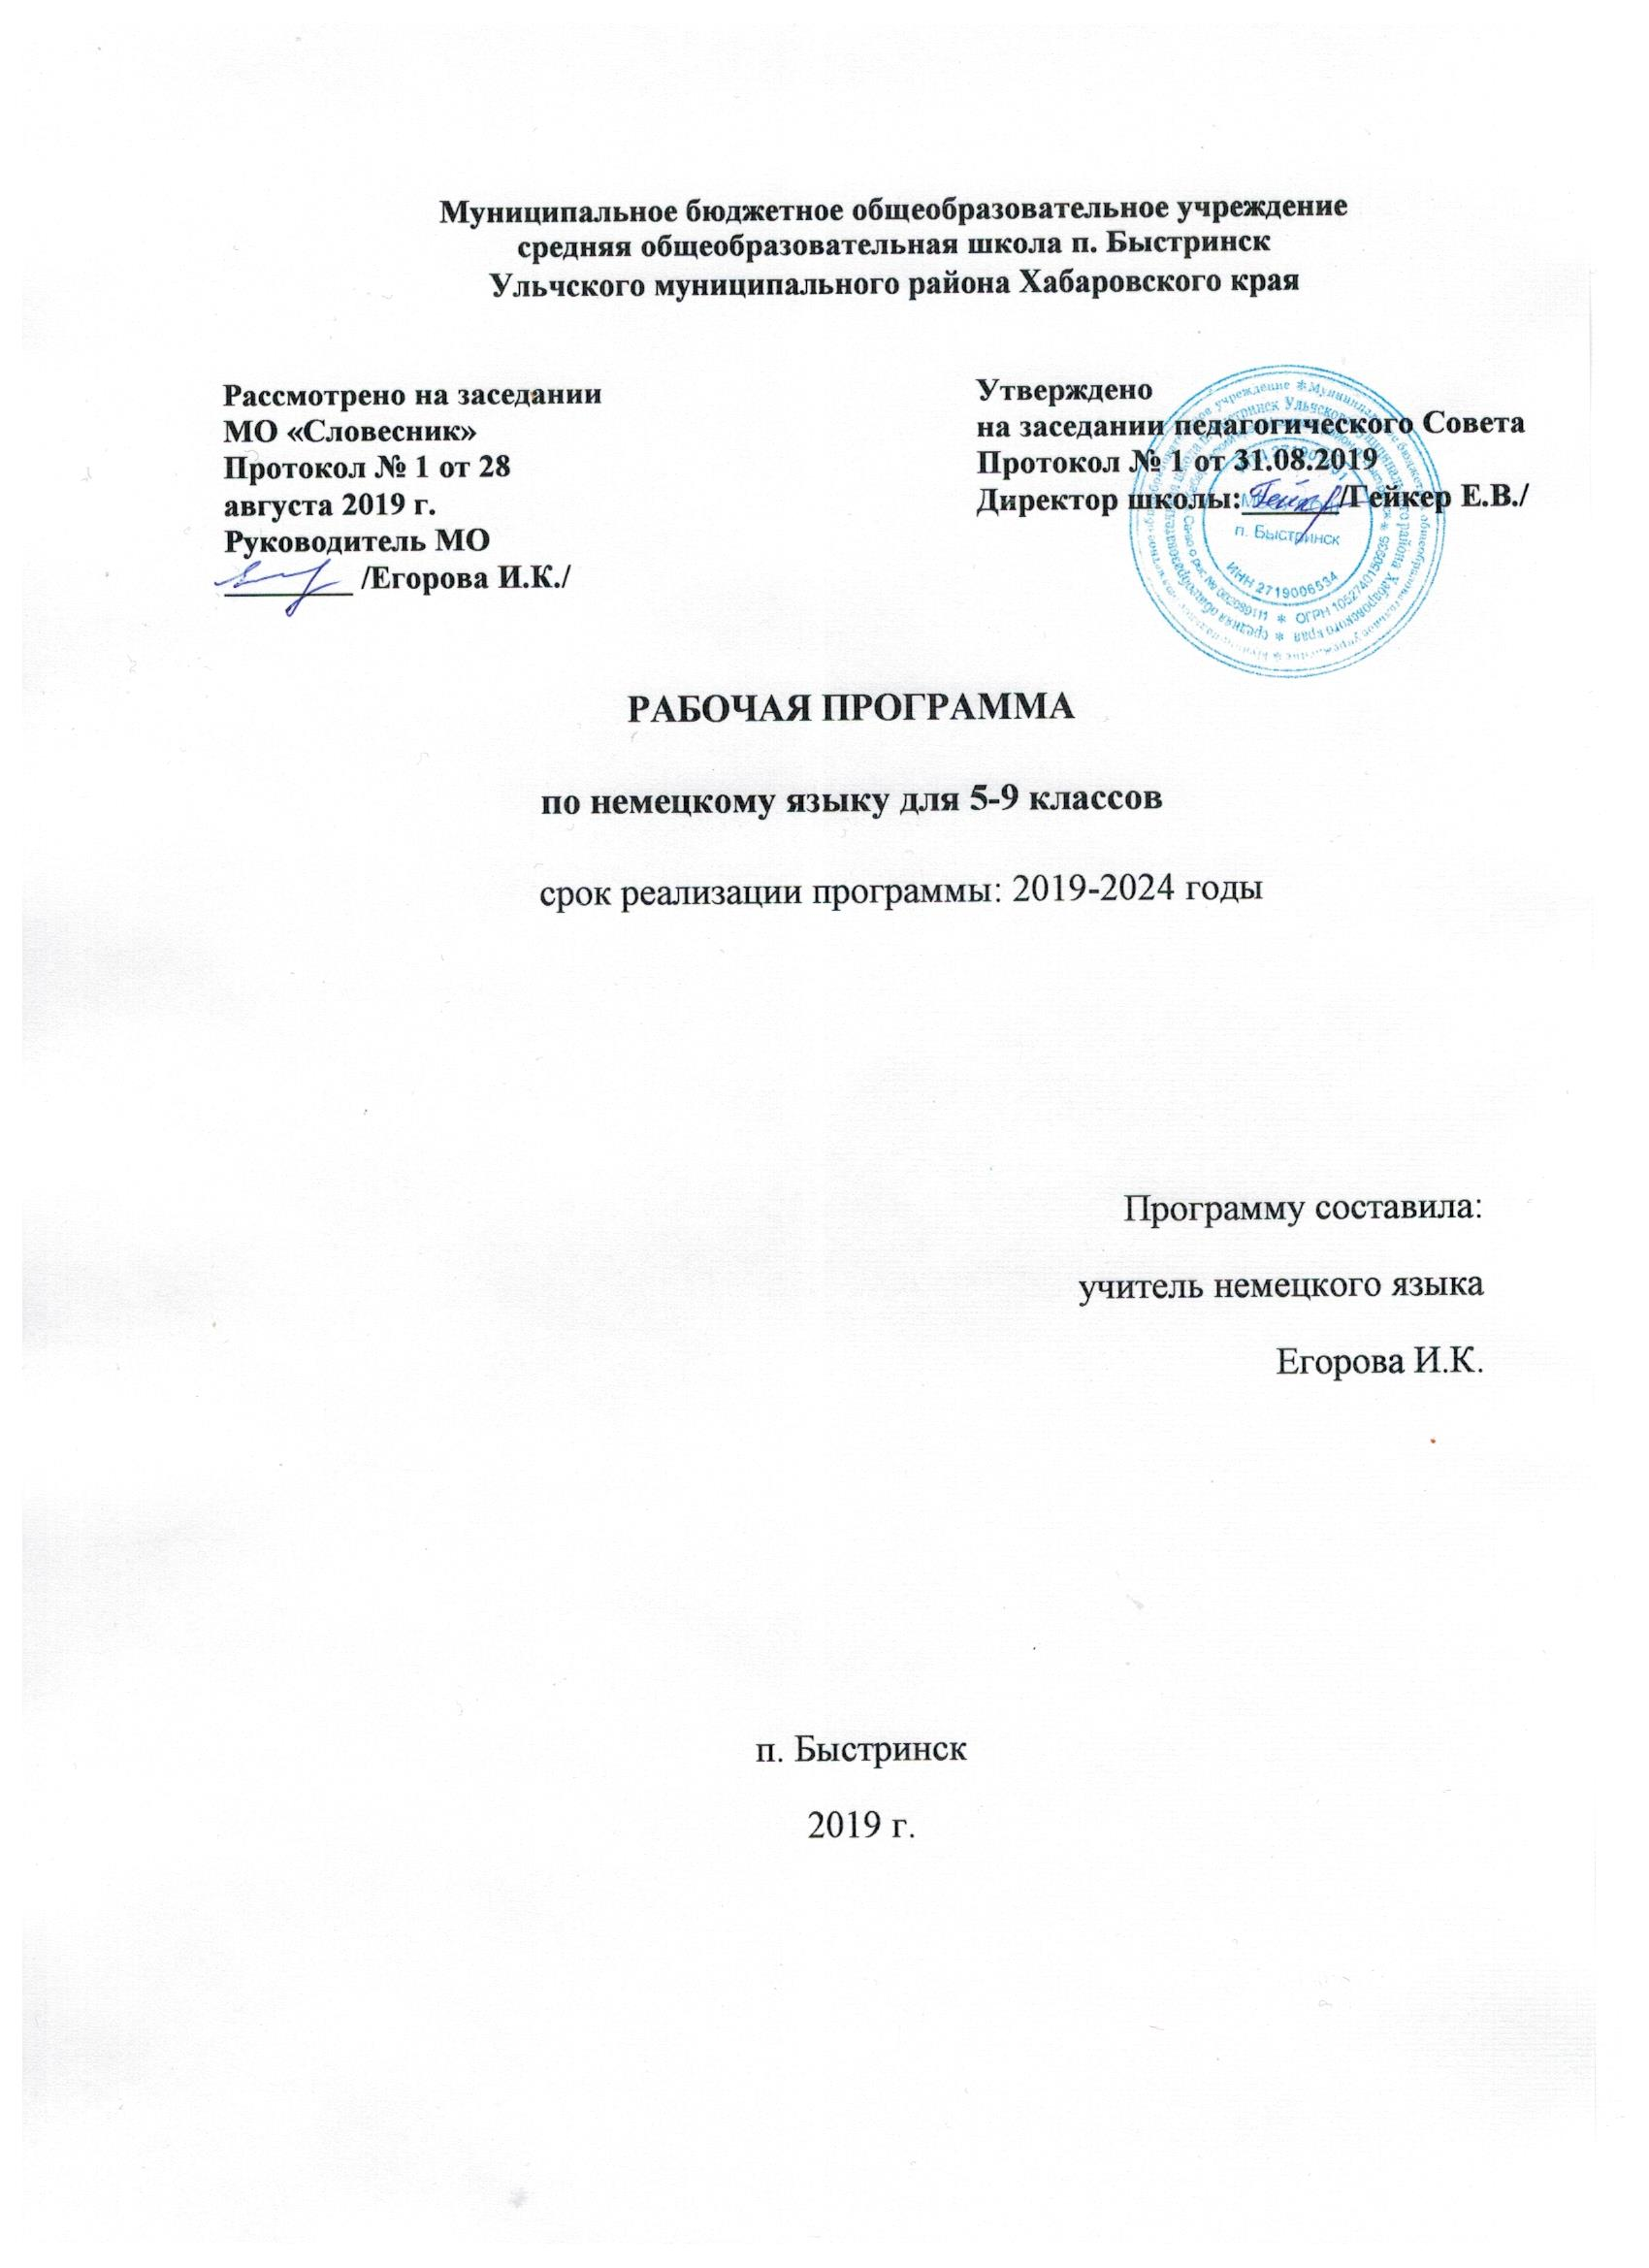 Муниципальное бюджетное общеобразовательное учреждение
средняя общеобразовательная школа п. Быстринск
Ульчского муниципального района Хабаровского края
Рассмотрено на заседании
МО «Словесник»
Протокол № 1 от 28
августа 2019 г.
Руководитель МО
/Егорова И.К./
Утверждено
на заседании педагогического Совета
Протокол № 1 от 31.08.2019
Директор школы: /Гейкер Е.В./
п. Быстринск
ИНН 2719006534
РАБОЧАЯ ПРОГРАММА
по немецкому языку для 5-9 классов
срок реализации программы: 2019-2024 годы
Программу составила:
учитель немецкого языка
Егорова И.К.
п. Быстринск
2019 г.